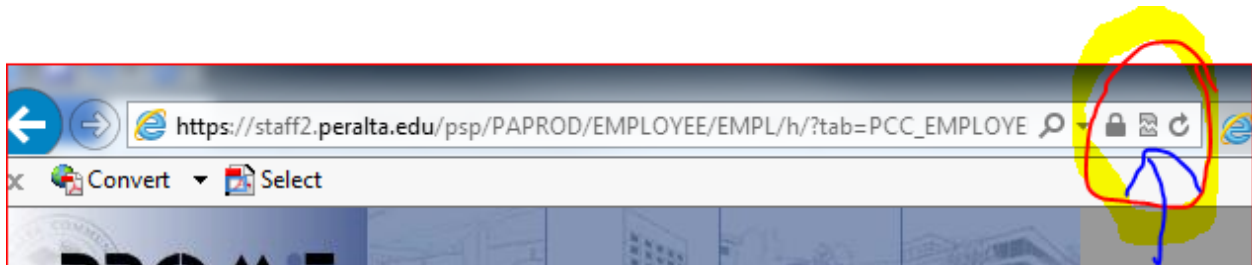 https://staff2.peralta.edu/psp/PAPROD/EMPLOYEE/EMPL/h/?tab=PCC_EMPLOYE
x Convert Select